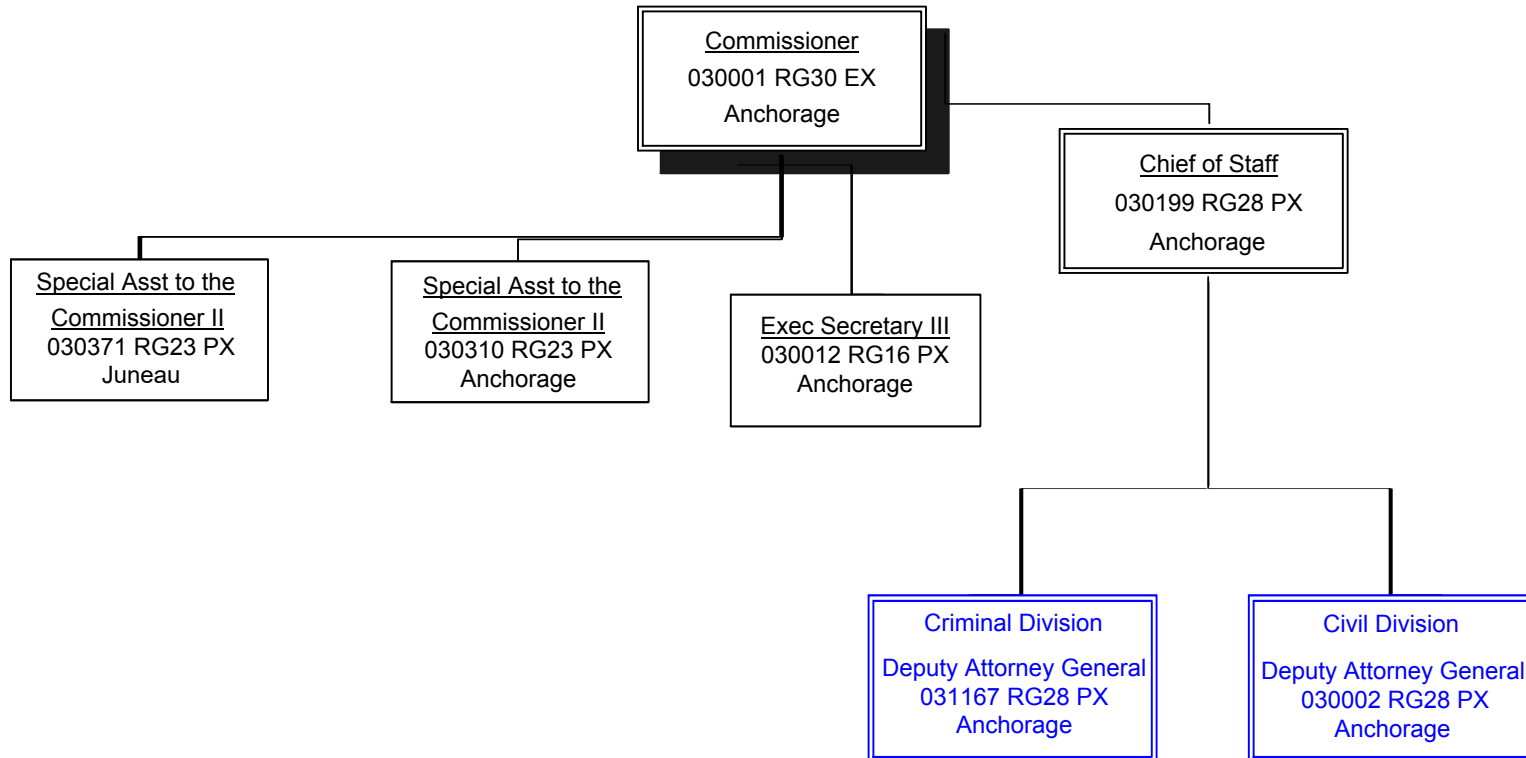 Commissioner
030001 RG30 EX
Anchorage
Chief of Staff
030199 RG28 PX
Anchorage
Special Asst to the
Commissioner II
030371 RG23 PX
Juneau
Special Asst to the
Commissioner II
030310 RG23 PX
Anchorage
Exec Secretary III
030012 RG16 PX
Anchorage
Criminal Division
Deputy Attorney General
031167 RG28 PX
Anchorage
Civil Division
Deputy Attorney General
030002 RG28 PX
Anchorage